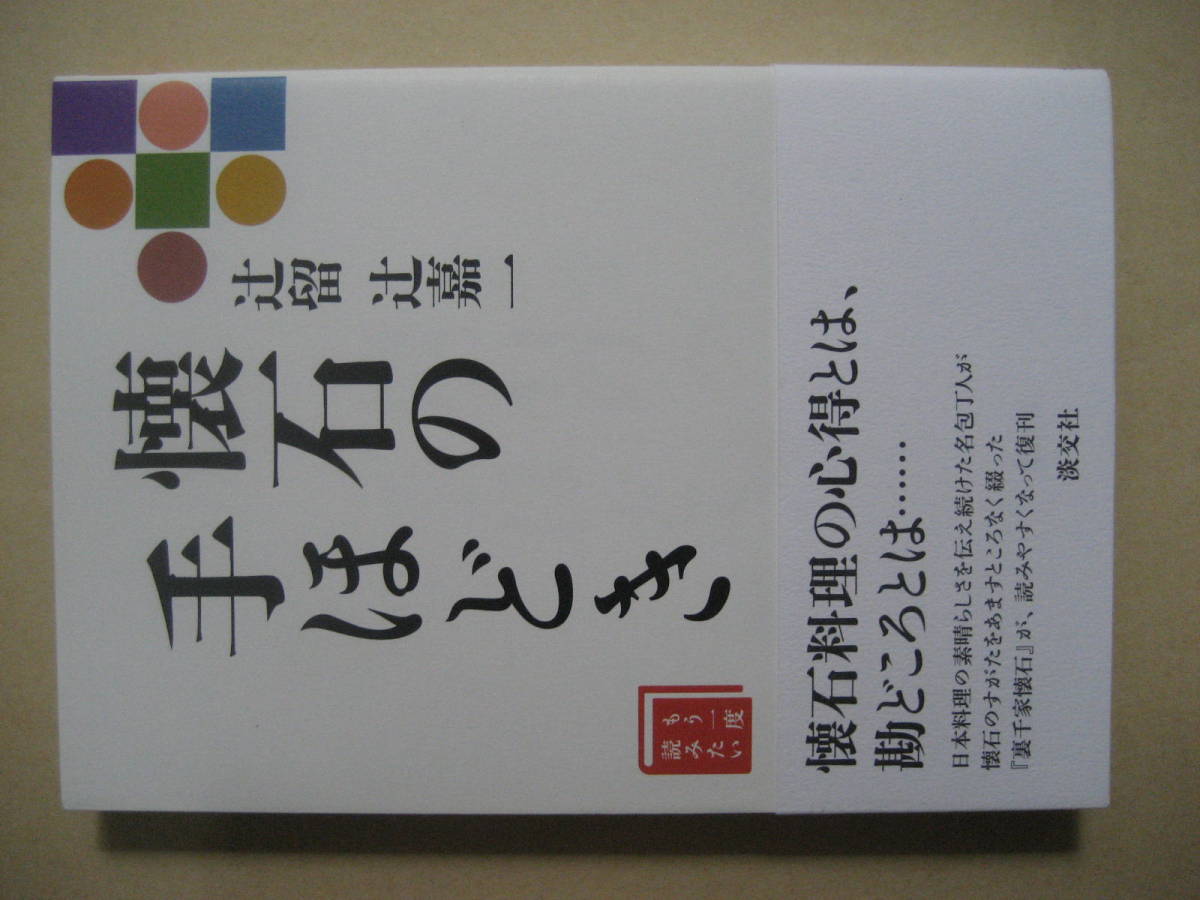 辻留 辻嘉一
懐石の
手ほどき
もう一度
読みたい
懐石料理の心得とは、
勘どころとは……
日本料理の素晴らしさを伝え続けた名包丁人が
懐石のすがたをあますところなく綴った
『裏千家懐石』が、読みやすくなって復刊
淡交社